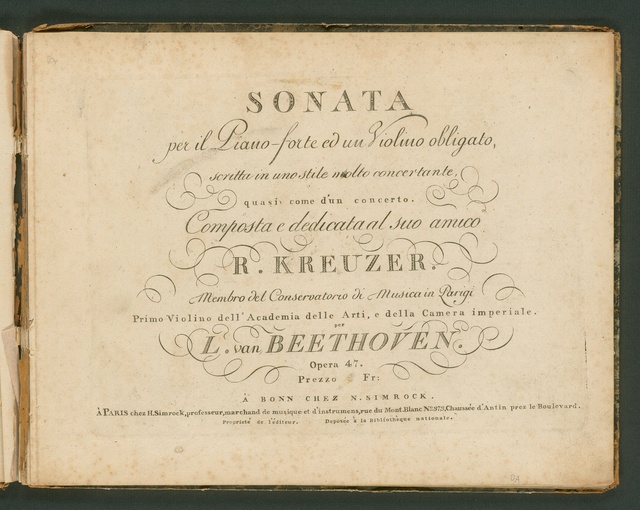 SONATA
per il Piano-forte ed un Violino obligato,
scritta in uno stile molto concertante,
quasi come d'un concerto.
Composta e dedicata al suo amico
R. KREUZER.
Membro del Conservatorio di Musica in Parigi
Primo Violino dell'Academia delle Arti, e della Camera imperiale.
per
L. van BEETHOVEN.
Opera 47.
Prezzo Fr:
À BONN CHEZ N. SIMROCK.
À PARIS chez H. Simrock, professeur, marchand de musique et d'instrumens, rue du Mont Blanc No. 373, Chaussée d'Antin pres le Boulevard.
Propriété de l'éditeur. Deposée à la Bibliothèque nationale.